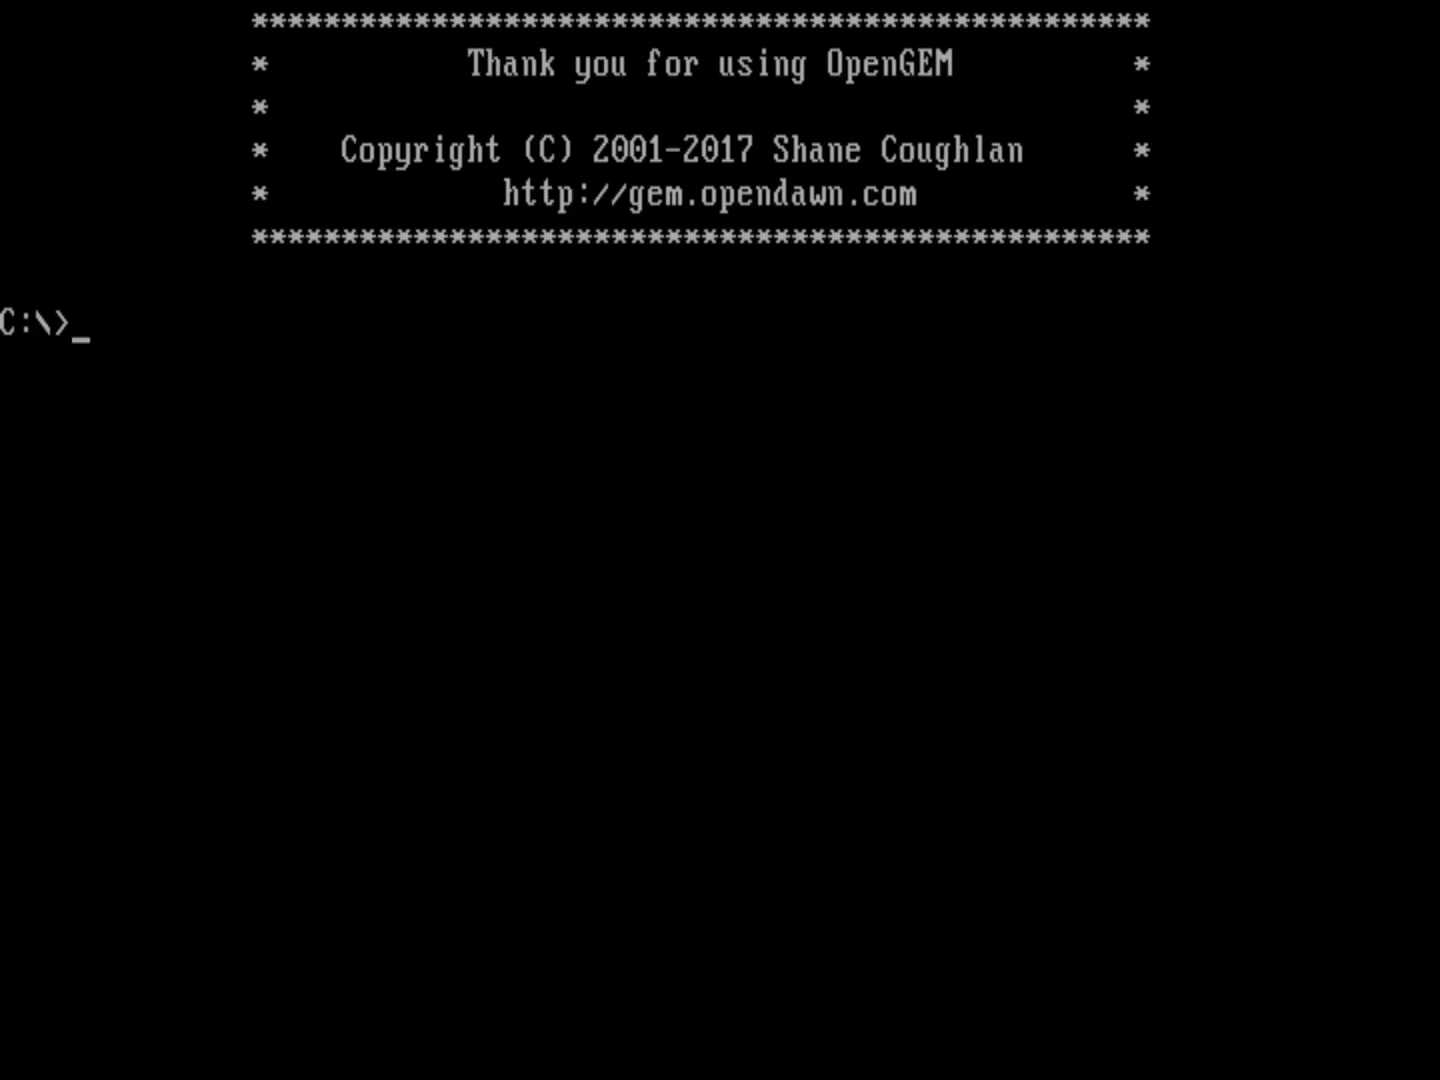 **************************************************
* Thank you for using OpenGEM *
* *
* Copyright (C) 2001-2017 Shane Coughlan *
* http://gem.opendawn.com *
**************************************************
C:\>_